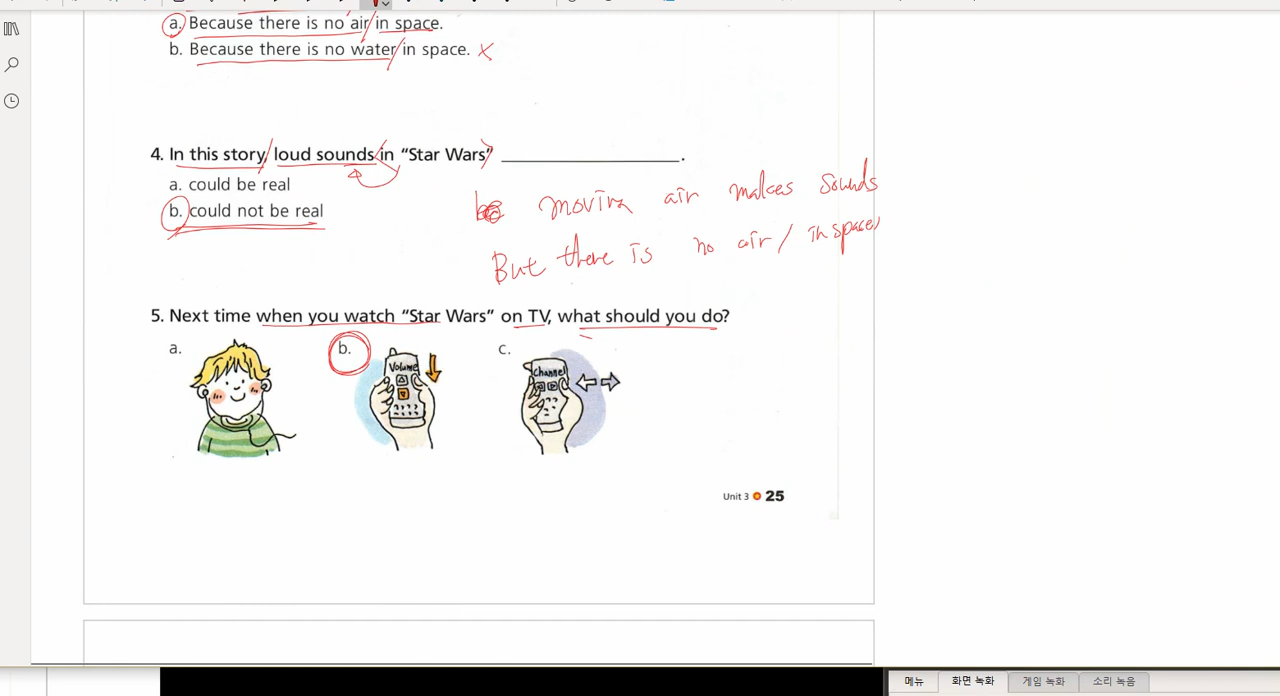 a. Because there is no air in space.
b. Because there is no water in space. X
4. In this story, loud sounds in “Star Wars” ____________________.
a. could be real
b. could not be real
moving air makes sounds
But there is no air / in space
5. Next time when you watch “Star Wars” on TV, what should you do?
a. b. c.
Volume Channel
Unit 3 25
메뉴 화면 녹화 게임 녹화 소리 녹음